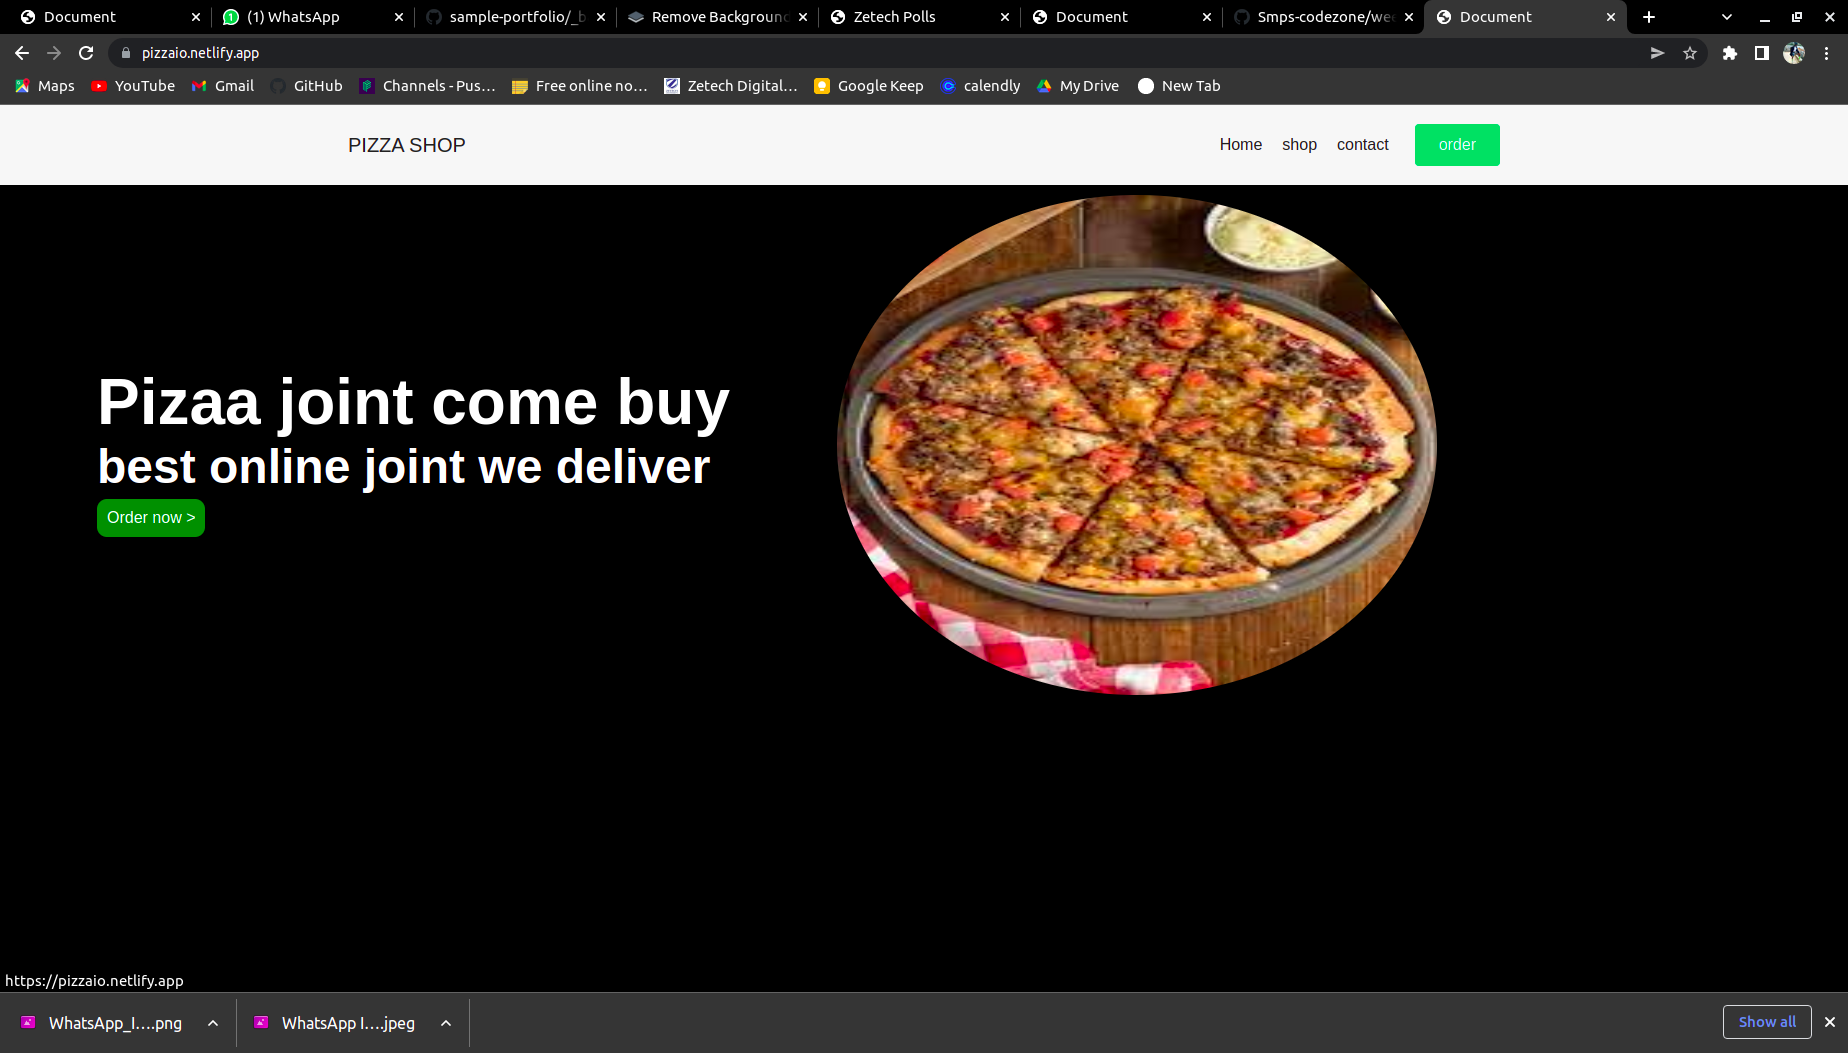 Document
(1) WhatsApp
sample-portfolio/_b
Remove Background
Zetech Polls
Document
Smps-codezone/wee
Document
pizzaio.netlify.app
Maps
YouTube
Gmail
GitHub
Channels - Pus…
Free online no…
Zetech Digital…
Google Keep
calendly
My Drive
New Tab
PIZZA SHOP
Home
shop
contact
order
Pizaa joint come buy
best online joint we deliver
Order now >
https://pizzaio.netlify.app
WhatsApp_I….png
WhatsApp I….jpeg
Show all